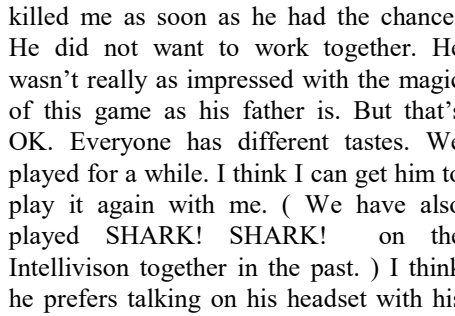 killed me as soon as he had the chance
He did not want to work together. He
wasn't really as impressed with the magic
of this game as his father is. But that's
OK. Everyone has different tastes. We
played for a while. I think I can get him to
play it again with me. ( We have also
played SHARK! SHARK! on the
Intellivison together in the past. ) I think
he prefers talking on his headset with his